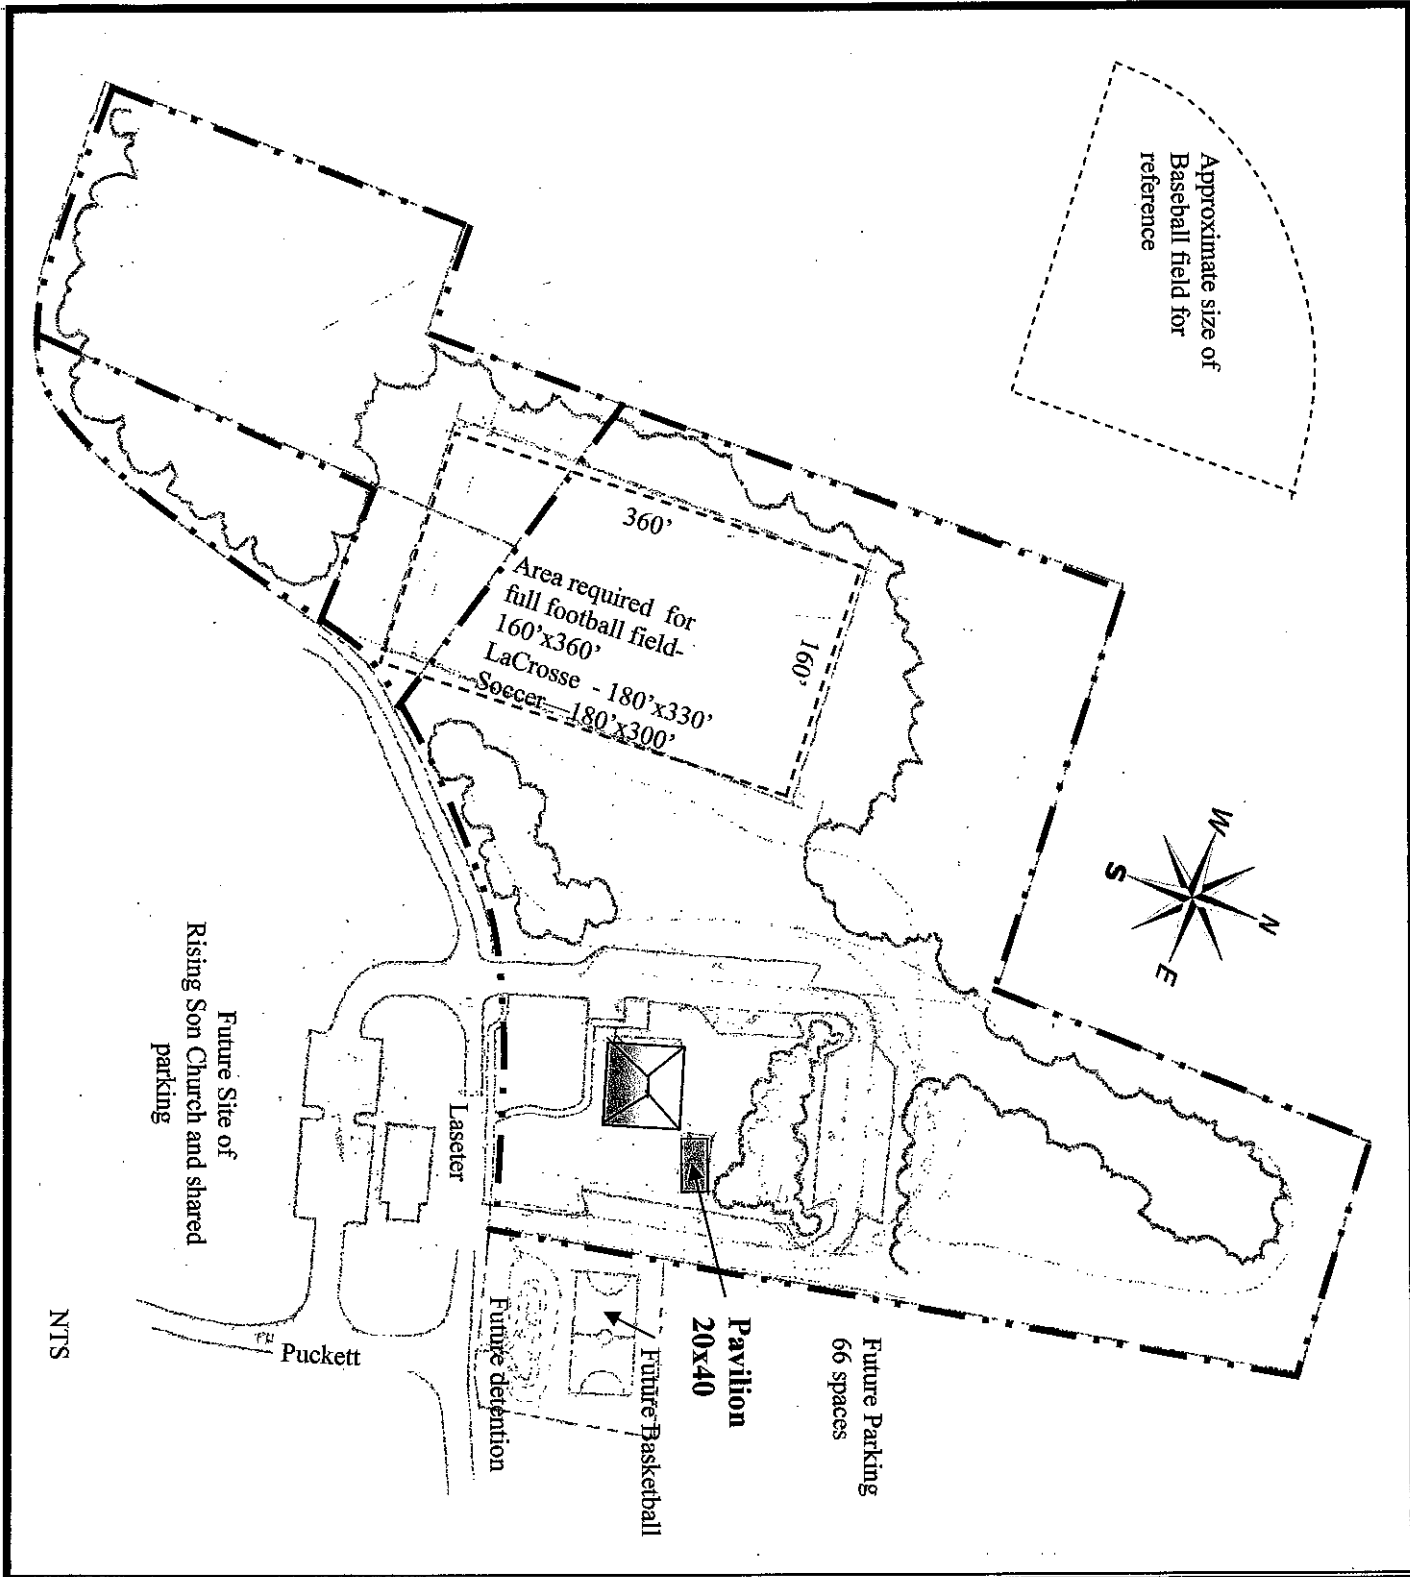 Approximate size of
Baseball field for
reference
360’
160’
Area required for
full football field-
160’x360’
LaCrosse - 180’x330’
Soccer—180’x300’
W
N
S
E
Future Site of
Rising Son Church and shared
parking
Laseter
Puckett
Future detention
Future Basketball
Pavilion
20x40
Future Parking
66 spaces
NTS